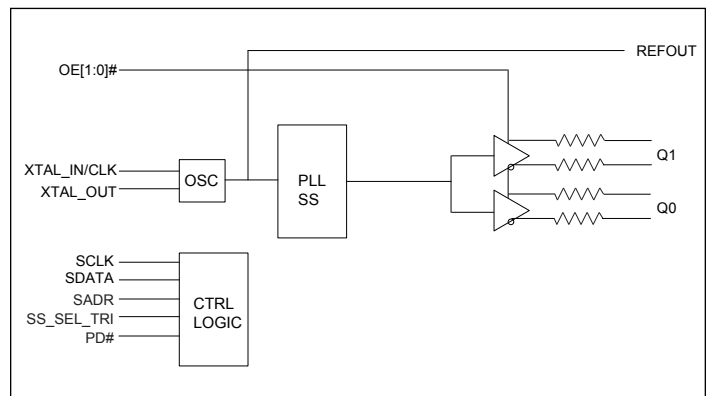 REFOUT
OE[1:0]#
XTAL_IN/CLK
XTAL_OUT
OSC
PLL
SS
Q1
Q0
SCLK
SDATA
SADR
SS_SEL_TRI
PD#
CTRL
LOGIC